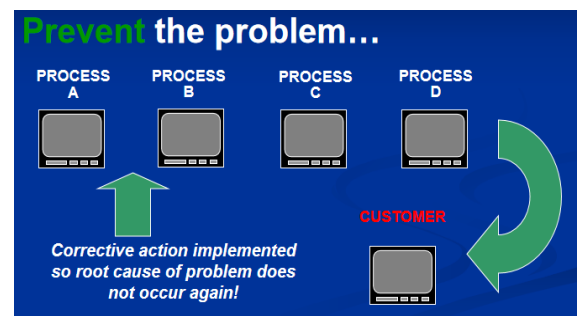 Prevent the problem…
PROCESS
A
PROCESS
B
PROCESS
C
PROCESS
D
CUSTOMER
Corrective action implemented
so root cause of problem does
not occur again!